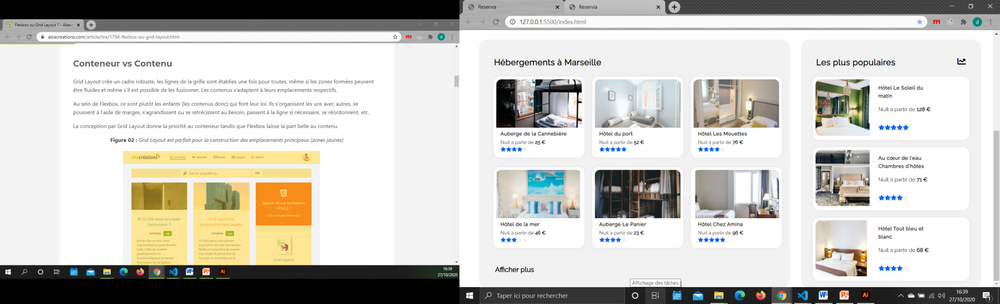 Flexbox ou Grid Layout ? - Alsac
alsacreations.com/article/lire/1794-flexbox-ou-grid-layout.html
Conteneur vs Contenu
Grid Layout crée un cadre robuste, les lignes de la grille sont établies une fois pour toutes, même si les zones formées peuvent
être fluides et même s'il est possible de les fusionner. Les contenus s'adaptent à leurs emplacements respectifs.
Au sein de Flexbox, ce sont plutôt les enfants (les contenus donc) qui font leur loi. Ils s'organisent les uns avec autres, se
poussent à l'aide de marges, s'agrandissent ou se rétrécissent au besoin, passent à la ligne si nécessaire, se réordonnent, etc.
La conception par Grid Layout donne la priorité au conteneur tandis que Flexbox laisse la part belle au contenu.
Figure 02 : Grid Layout est parfait pour la construction des emplacements principaux (zones jaunes)
alsacréations
actualités
tutoriels
forum
emploi
admin
Tutoriel, propriété css...
OK
Et si CSS vous renvoyait
l'ascenseur ?
TUTORIEL
Bonne idée ou non, choix
ergonomique ou pure fantaisie
futile, l'idée de modifier
graphiquement ou
fonctionnellement les barres
d'ascenseur du navigateur...
Grid Layout et
positionnement absolu
TUTORIEL
Si Grid Layout nous permet
aujourd'hui de créer des designs
fluides et responsive de manière
très simple et permettent de
favoriser la sémantique et la...
Besoin d'une formation
HTML5 ?
c'est une super idée ouais !
Grid Layout
16:39
27/10/2020
Reservia
Reservia
127.0.0.1:5500/index.html
m
d
Hébergements à Marseille
Auberge de la Cannebière
Nuit à partir de 25 €
Hôtel du port
Nuit à partir de 52 €
Hôtel Les Mouettes
Nuit à partir de 76 €
Hôtel de la mer
Nuit à partir de 46 €
Auberge Le Panier
Nuit à partir de 23 €
Hôtel Chez Amina
Nuit à partir de 96 €
Afficher plus
Les plus populaires
Hôtel Le Soleil du
matin
Nuit à partir de 128 €
Au cœur de l'eau
Chambres d'hôtes
Nuit à partir de 71 €
Hôtel Tout bleu et
blanc
Nuit à partir de 68 €
Affichage des tâches
Taper ici pour rechercher
16:39
27/10/2020